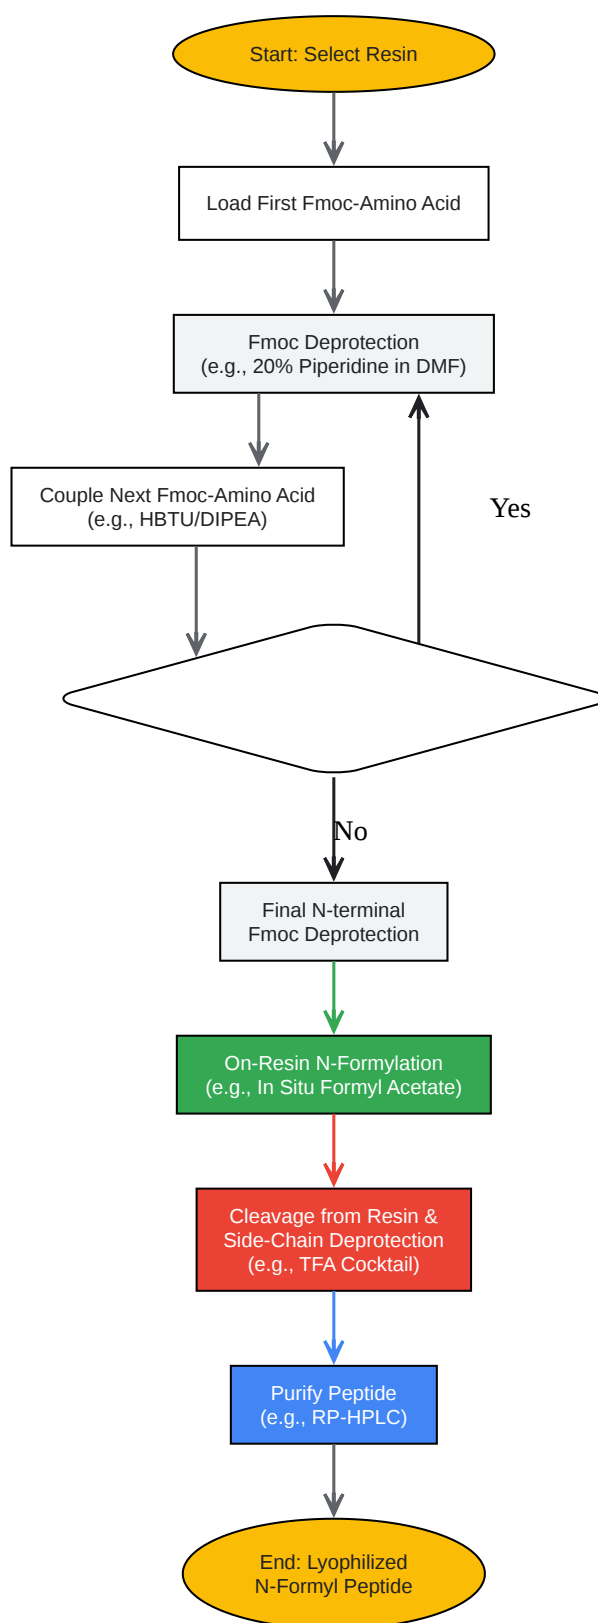 Start: Select Resin
Load First Fmoc-Amino Acid
Fmoc Deprotection
(e.g., 20% Piperidine in DMF)
Couple Next Fmoc-Amino Acid
(e.g., HBTU/DIPEA)
Yes
No
Final N-terminal
Fmoc Deprotection
On-Resin N-Formylation
(e.g., In Situ Formyl Acetate)
Cleavage from Resin &
Side-Chain Deprotection
(e.g., TFA Cocktail)
Purify Peptide
(e.g., RP-HPLC)
End: Lyophilized
N-Formyl Peptide